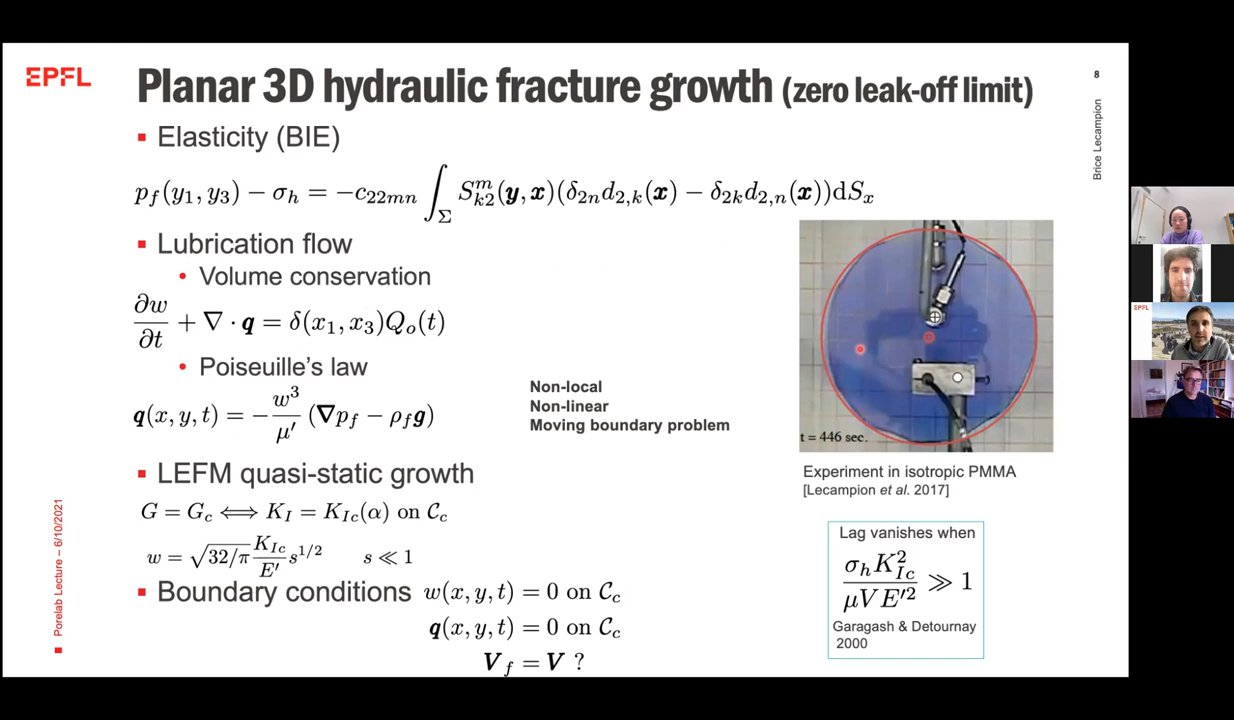 EPFL
Planar 3D hydraulic fracture growth (zero leak-off limit)
8
Brice Lecampion
▪ Elasticity (BIE)
p_f(y_1, y_3) − σ_h = −c_{22mn} ∫_Σ S^m_{k2}(𝒚, 𝒙)(δ_{2n}d_{2,k}(𝒙) − δ_{2k}d_{2,n}(𝒙))dS_x
▪ Lubrication flow
• Volume conservation
∂w/∂t + ∇ · 𝒒 = δ(x_1, x_3)Q_o(t)
• Poiseuille's law
𝒒(x, y, t) = −w^3/μ′ (∇p_f − ρ_f𝒈)
Non-local
Non-linear
Moving boundary problem
▪ LEFM quasi-static growth
G = G_c ⟺ K_I = K_{Ic}(α) on 𝒞_c
w = √(32/π) K_{Ic}/E′ s^{1/2} s ≪ 1
▪ Boundary conditions w(x, y, t) = 0 on 𝒞_c
𝒒(x, y, t) = 0 on 𝒞_c
𝑽_f = 𝑽 ?
t = 446 sec.
Experiment in isotropic PMMA
[Lecampion et al. 2017]
Lag vanishes when
σ_h K^2_{Ic}/(μVE′^2) ≫ 1
Garagash & Detournay
2000
Porelab Lecture – 6/10/2021
EPFL